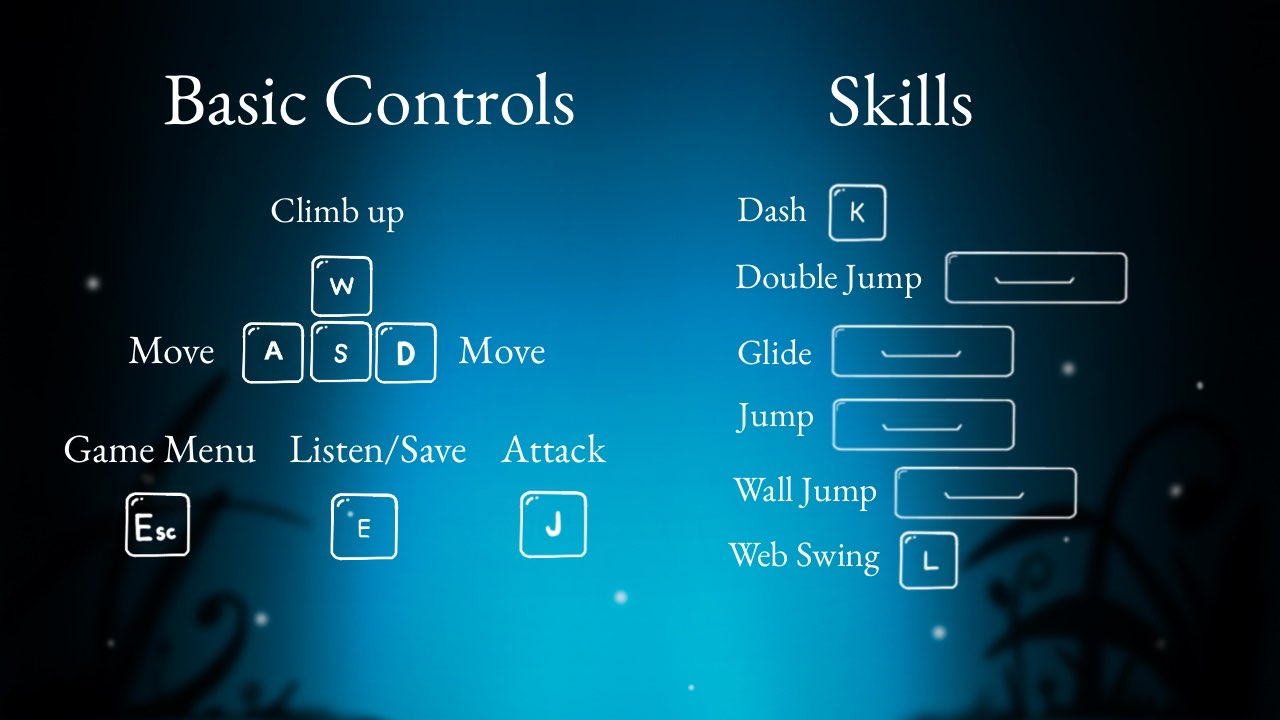 Basic Controls
Climb up
W
Move A S D Move
Game Menu Listen/Save Attack
Esc E J
Skills
Dash K
Double Jump
Glide
Jump
Wall Jump
Web Swing L